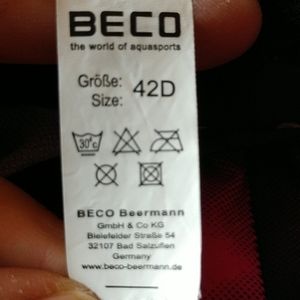 BECO
the world of aquasports
Größe:
Size: 42D
30°c
BECO Beermann
GmbH & Co KG
Bielefelder Straße 54
32107 Bad Salzuflen
Germany
www.beco-beermann.de